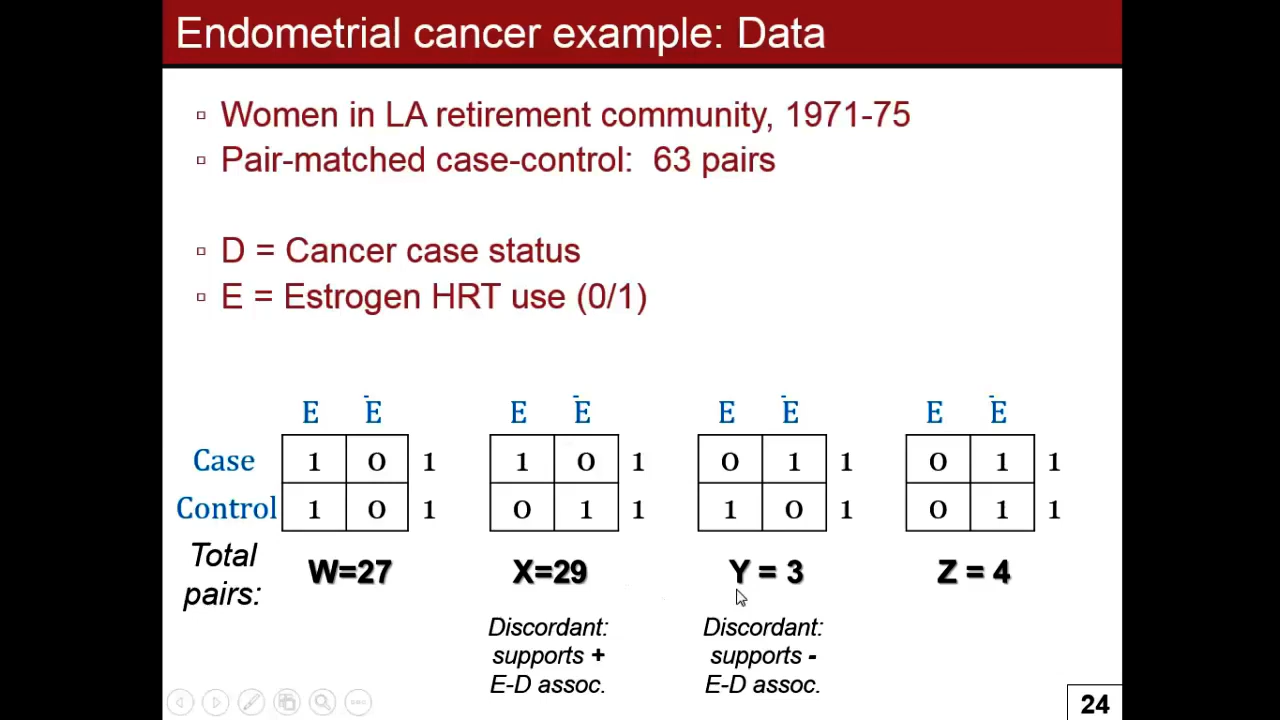 Endometrial cancer example: Data
▫ Women in LA retirement community, 1971-75
▫ Pair-matched case-control: 63 pairs
▫ D = Cancer case status
▫ E = Estrogen HRT use (0/1)
E Ē E Ē E Ē E Ē
Case 1 0 1 1 0 1 0 1 1 0 1 1
Control 1 0 1 0 1 1 1 0 1 0 1 1
Total pairs: W=27 X=29 Y = 3 Z = 4
Discordant: Discordant:
supports + supports -
E-D assoc. E-D assoc.
24